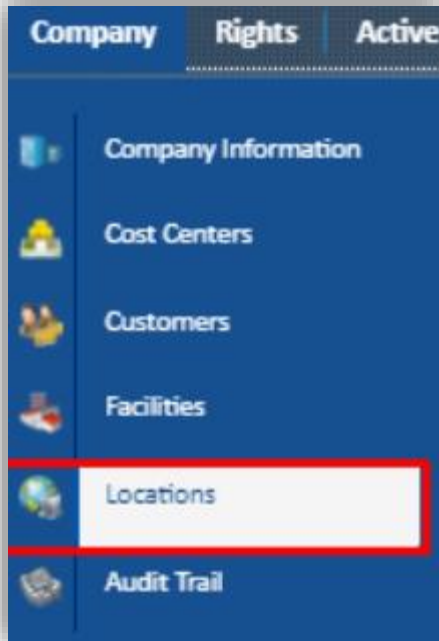 Company Rights Active
Company Information
Cost Centers
Customers
Facilities
Locations
Audit Trail